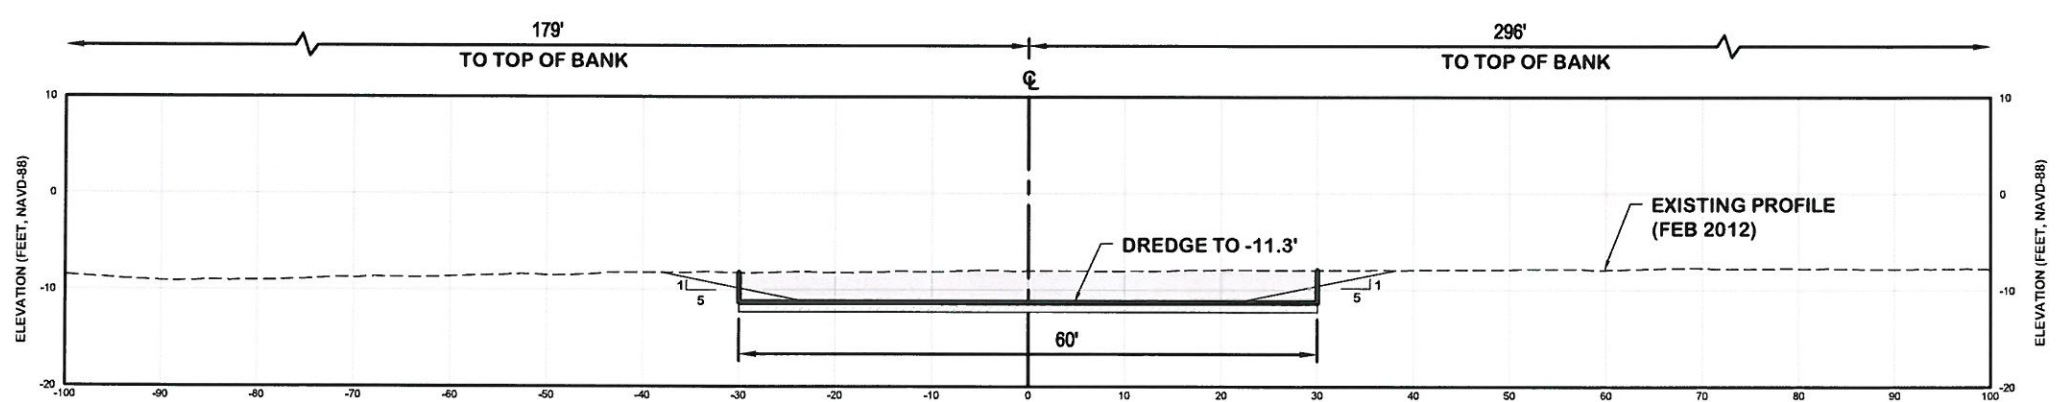 179'
296'
TO TOP OF BANK
TO TOP OF BANK
℄
10
10
ELEVATION (FEET, NAVD-88)
ELEVATION (FEET, NAVD-88)
0
0
EXISTING PROFILE
(FEB 2012)
DREDGE TO -11.3'
-10
1
5
5
1
-10
60'
-20
-20
-100 -90 -80 -70 -60 -50 -40 -30 -20 -10 0 10 20 30 40 50 60 70 80 90 100